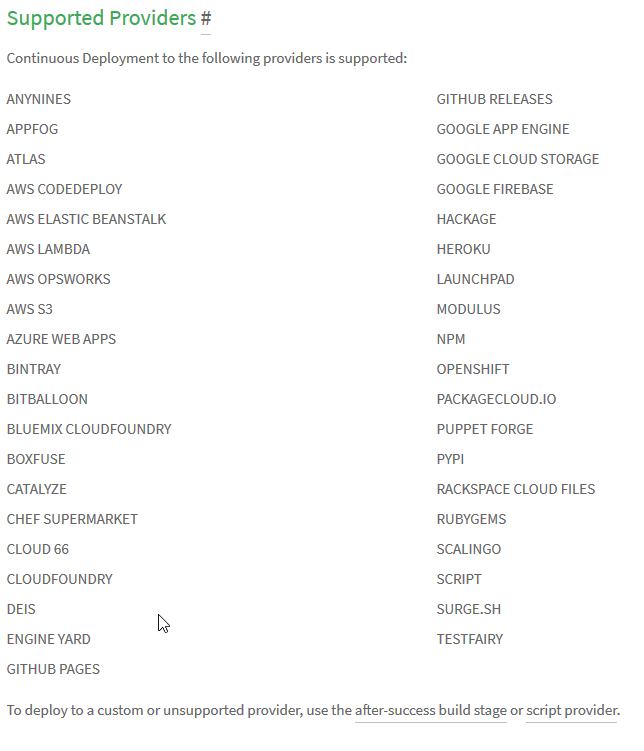 Supported Providers #
Continuous Deployment to the following providers is supported:
ANYNINES
APPFOG
ATLAS
AWS CODEDEPLOY
AWS ELASTIC BEANSTALK
AWS LAMBDA
AWS OPSWORKS
AWS S3
AZURE WEB APPS
BINTRAY
BITBALLOON
BLUEMIX CLOUDFOUNDRY
BOXFUSE
CATALYZE
CHEF SUPERMARKET
CLOUD 66
CLOUDFOUNDRY
DEIS
ENGINE YARD
GITHUB PAGES
GITHUB RELEASES
GOOGLE APP ENGINE
GOOGLE CLOUD STORAGE
GOOGLE FIREBASE
HACKAGE
HEROKU
LAUNCHPAD
MODULUS
NPM
OPENSHIFT
PACKAGECLOUD.IO
PUPPET FORGE
PYPI
RACKSPACE CLOUD FILES
RUBYGEMS
SCALINGO
SCRIPT
SURGE.SH
TESTFAIRY
To deploy to a custom or unsupported provider, use the after-success build stage or script provider.